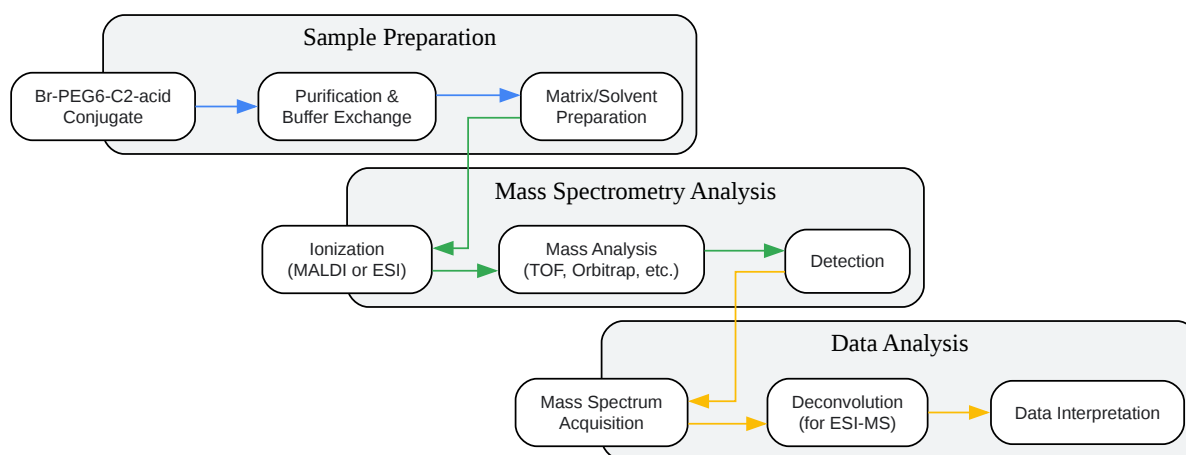 Sample Preparation
Br-PEG6-C2-acid
Conjugate
Purification &
Buffer Exchange
Matrix/Solvent
Preparation
Mass Spectrometry Analysis
Ionization
(MALDI or ESI)
Mass Analysis
(TOF, Orbitrap, etc.)
Detection
Data Analysis
Mass Spectrum
Acquisition
Deconvolution
(for ESI-MS)
Data Interpretation